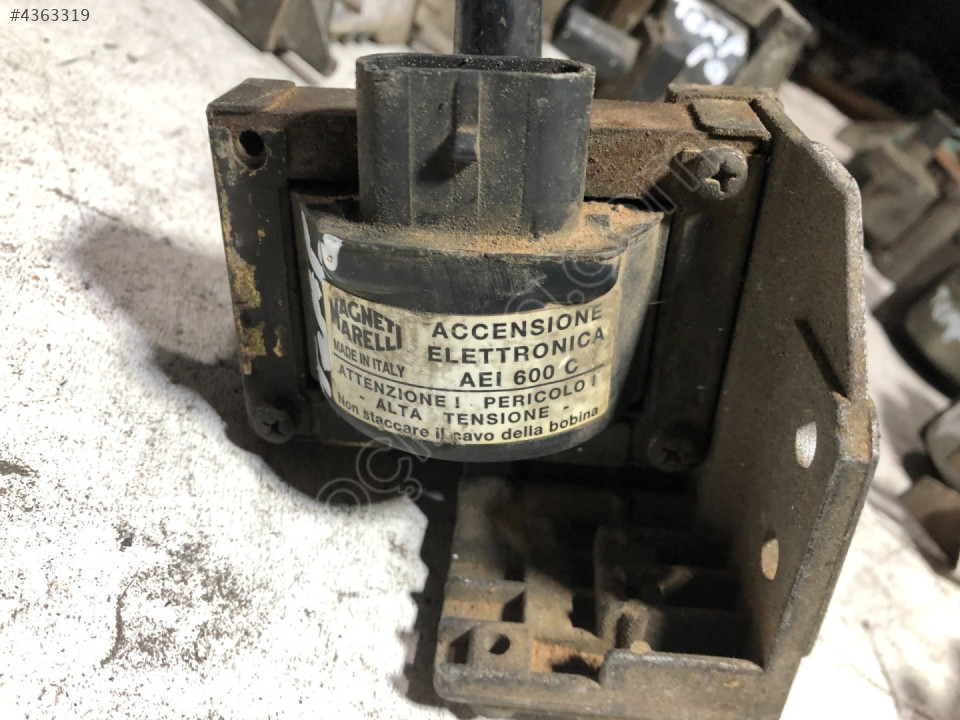 #4363319
MAGNETI
MARELLI
MADE IN ITALY
ACCENSIONE
ELETTRONICA
AEI 600 C
ATTENZIONE! PERICOLO!
- ALTA TENSIONE -
Non staccare il cavo della bobina